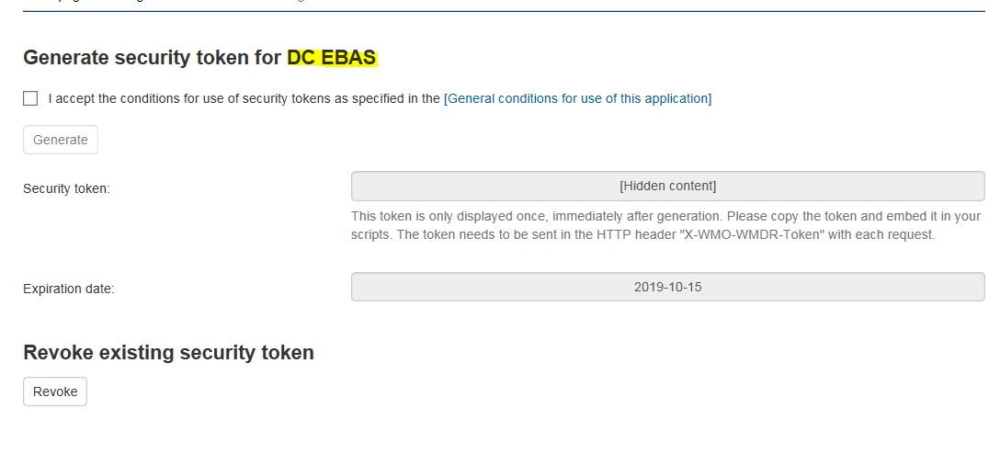 Generate security token for DC EBAS
I accept the conditions for use of security tokens as specified in the [General conditions for use of this application]
Generate
Security token:
[Hidden content]
This token is only displayed once, immediately after generation. Please copy the token and embed it in your
scripts. The token needs to be sent in the HTTP header "X-WMO-WMDR-Token" with each request.
Expiration date:
2019-10-15
Revoke existing security token
Revoke